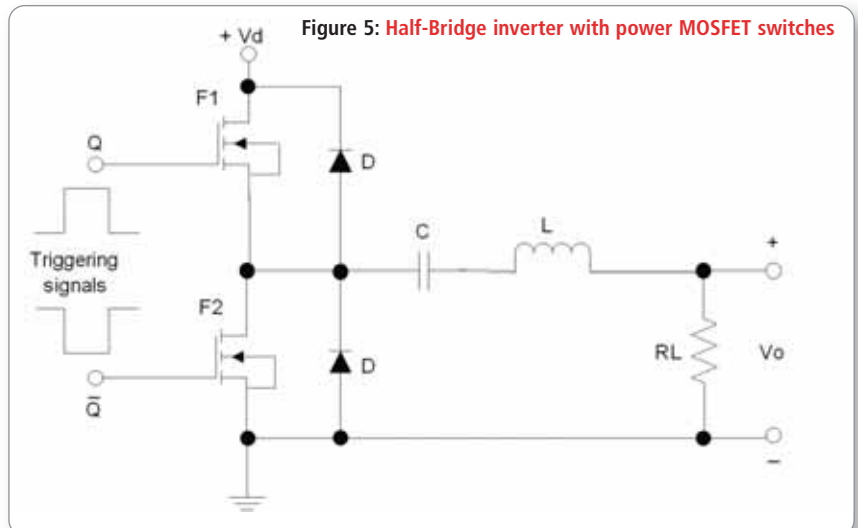 Figure 5: Half-Bridge inverter with power MOSFET switches
+ Vd
F1
Q
D
C
L
+
Triggering
signals
F2
D
RL
Vo
Q̄
−